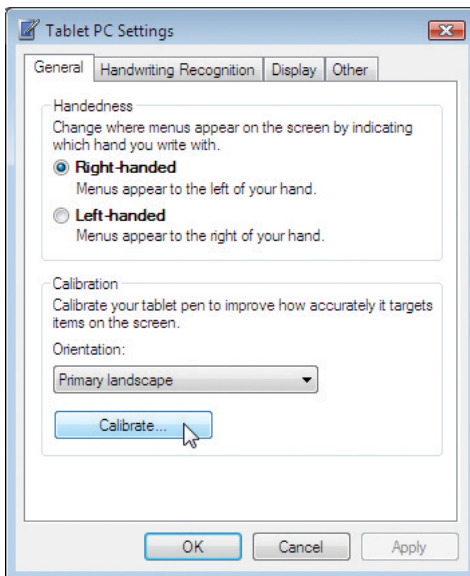 Tablet PC Settings
General Handwriting Recognition Display Other
Handedness
Change where menus appear on the screen by indicating
which hand you write with.
Right-handed
Menus appear to the left of your hand.
Left-handed
Menus appear to the right of your hand.
Calibration
Calibrate your tablet pen to improve how accurately it targets
items on the screen.
Orientation:
Primary landscape
Calibrate...
OK Cancel Apply